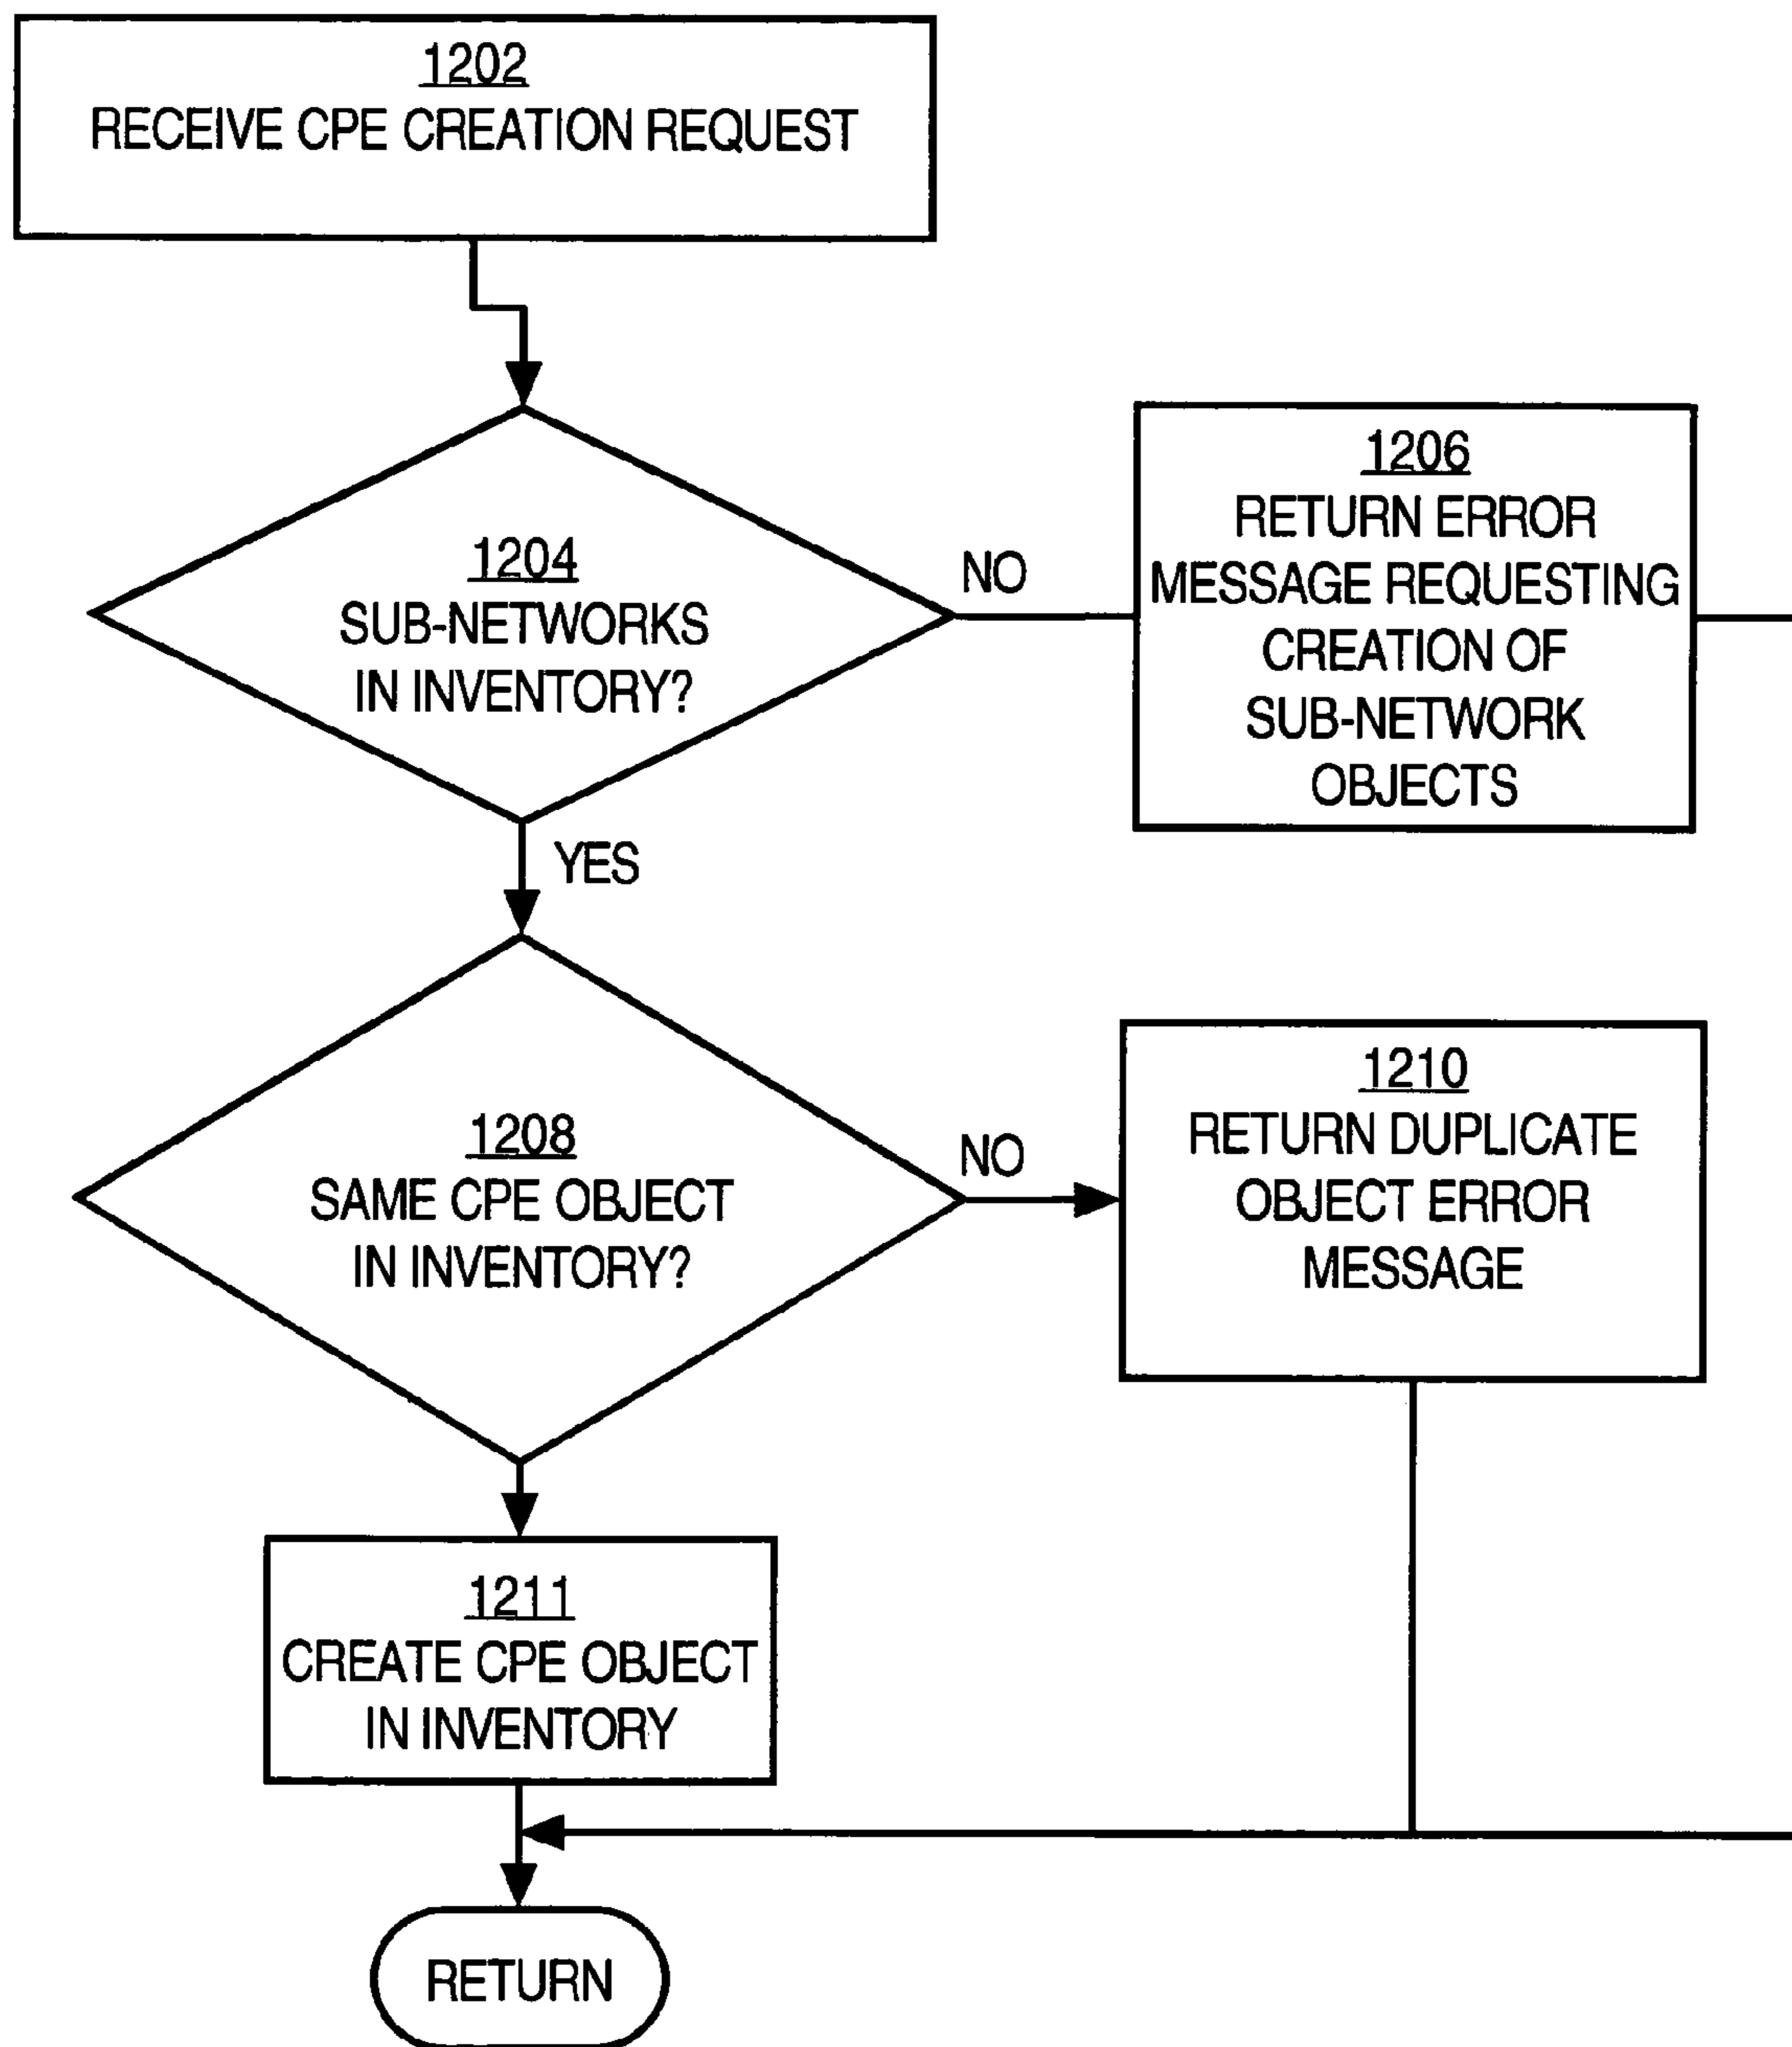 1202
RECEIVE CPE CREATION REQUEST
1204
SUB-NETWORKS
IN INVENTORY?
NO
1206
RETURN ERROR
MESSAGE REQUESTING
CREATION OF
SUB-NETWORK
OBJECTS
YES
1208
SAME CPE OBJECT
IN INVENTORY?
NO
1210
RETURN DUPLICATE
OBJECT ERROR
MESSAGE
1211
CREATE CPE OBJECT
IN INVENTORY
RETURN